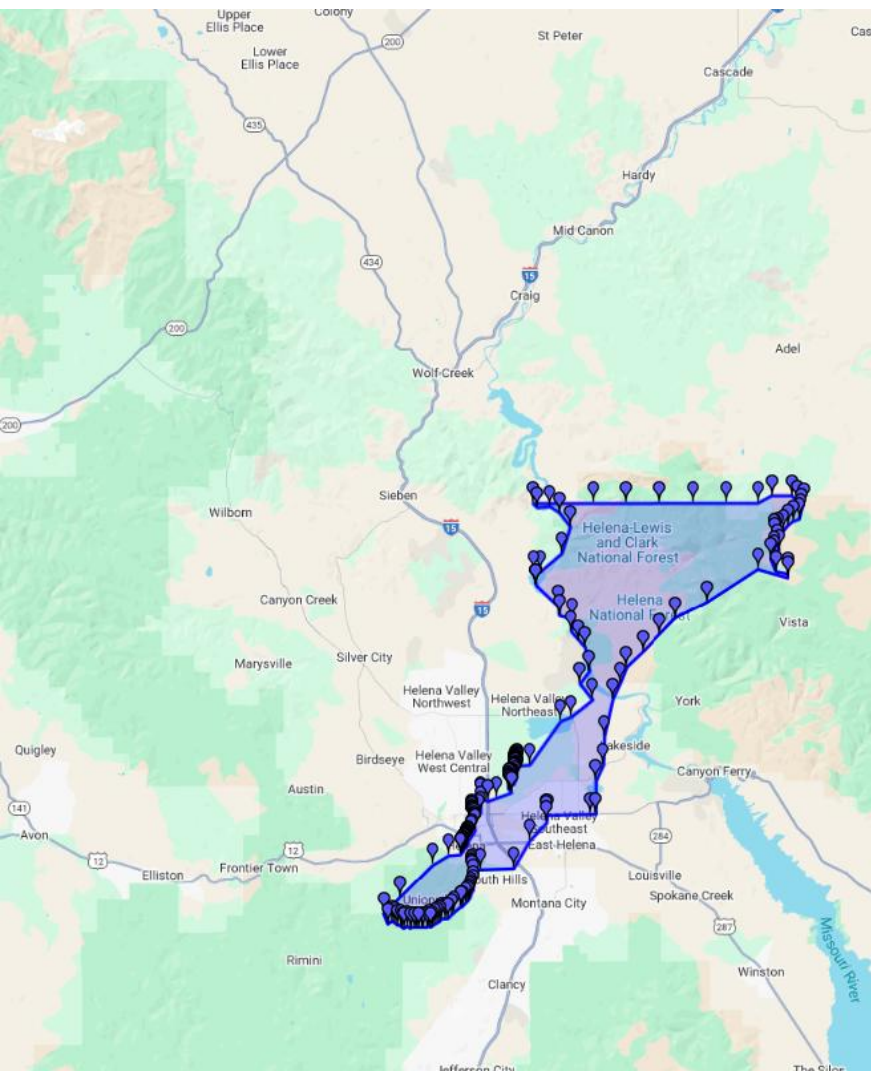 Upper
Ellis Place
Colony
200
St Peter
Lower
Ellis Place
Cascade
435
Hardy
Mid Canon
434
15
Craig
200
Adel
Wolf Creek
200
Sieben
Wilborn
15
Helena-Lewis
and Clark
National Forest
Canyon Creek
15
Helena
National Forest
Vista
Silver City
Marysville
Helena Valley
Northwest
Helena Valley
Northeast
York
Quigley
Birdseye
Helena Valley
West Central
Lakeside
Canyon Ferry
Austin
141
Avon
Helena Valley
Southeast
12
12
Helena
East Helena
284
Elliston
Frontier Town
South Hills
Louisville
Union
Spokane Creek
Montana City
287
Missouri River
Rimini
Winston
Clancy
Jefferson City
The Silos